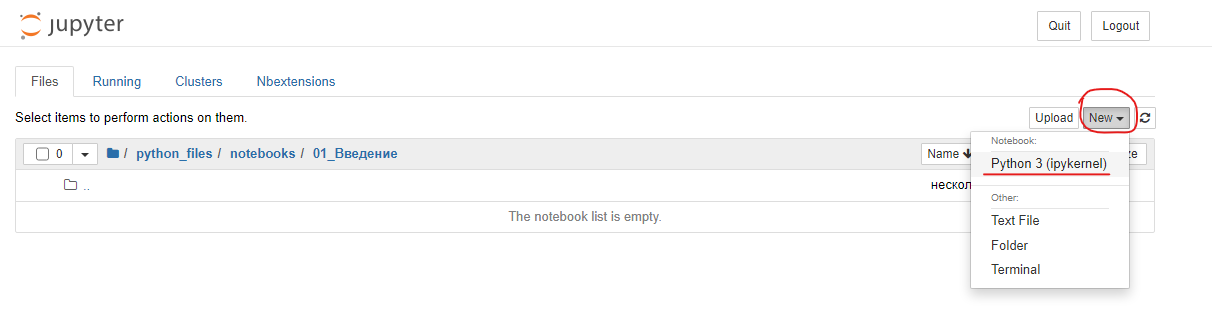 jupyter
Quit Logout
Files Running Clusters Nbextensions
Select items to perform actions on them.
Upload New
0 / python_files / notebooks / 01_Введение Name
Notebook:
Python 3 (ipykernel)
..
The notebook list is empty.
Other:
Text File
Folder
Terminal